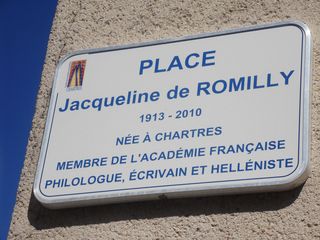 PLACE
Jacqueline de ROMILLY
1913 - 2010
NÉE À CHARTRES
MEMBRE DE L'ACADÉMIE FRANÇAISE
PHILOLOGUE, ÉCRIVAIN ET HELLÉNISTE